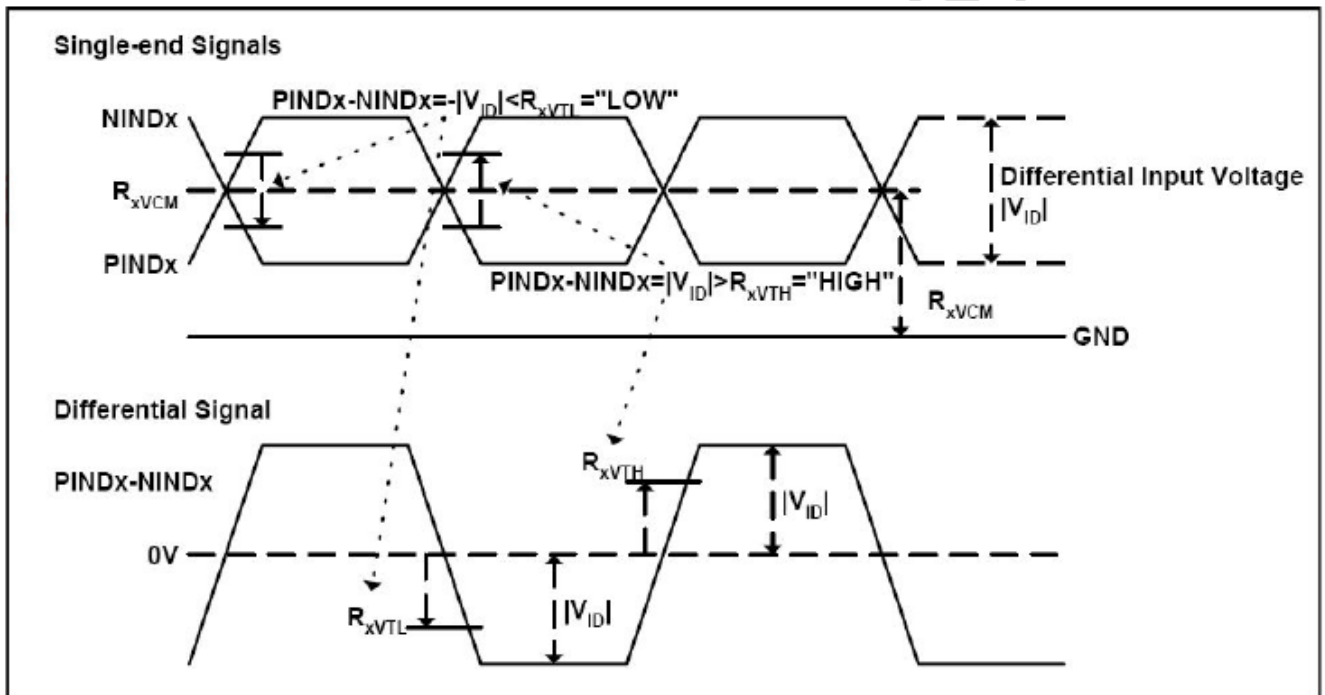 Single-end Signals
PINDx-NINDx=-|VID|<RxVTL="LOW"
NINDx
RxVCM
PINDx
Differential Input Voltage
|VID|
PINDx-NINDx=|VID|>RxVTH="HIGH"
RxVCM
GND
Differential Signal
PINDx-NINDx
RxVTH
|VID|
0V
RxVTL
|VID|